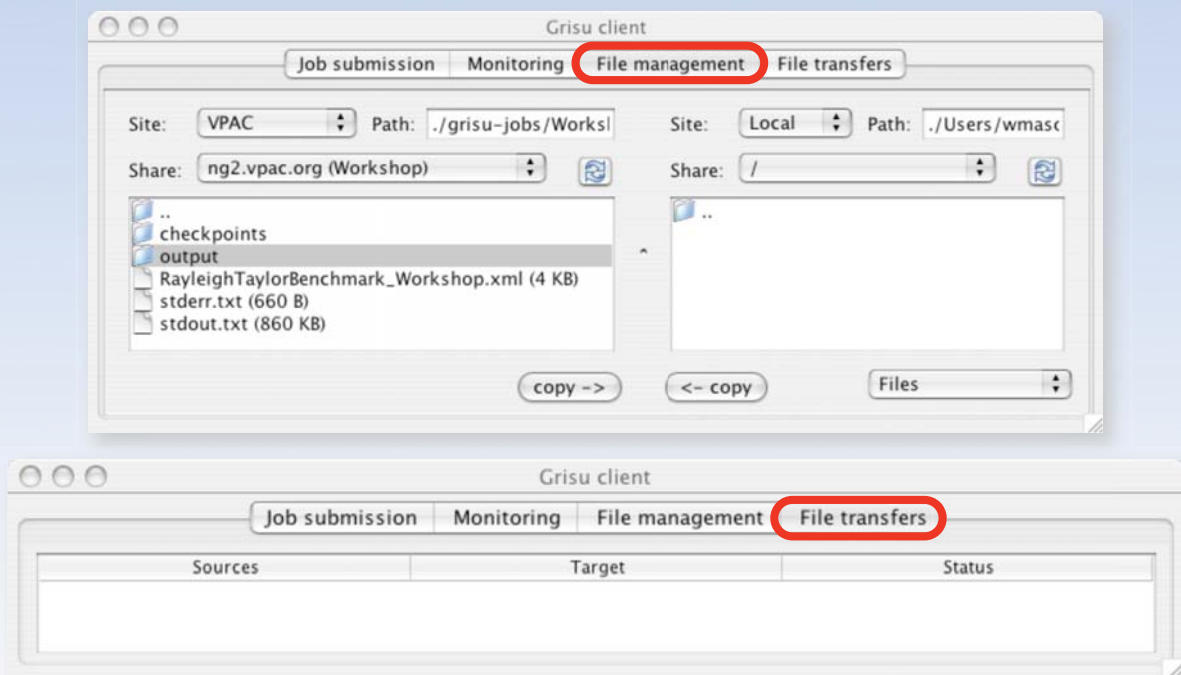 Grisu client
Job submission Monitoring File management File transfers
Site: VPAC Path: ./grisu-jobs/Worksl Site: Local Path: ./Users/wmasc
Share: ng2.vpac.org (Workshop) Share: /
.. ..
checkpoints
output
RayleighTaylorBenchmark_Workshop.xml (4 KB)
stderr.txt (660 B)
stdout.txt (860 KB)
copy -> <- copy Files
Grisu client
Job submission Monitoring File management File transfers
Sources Target Status